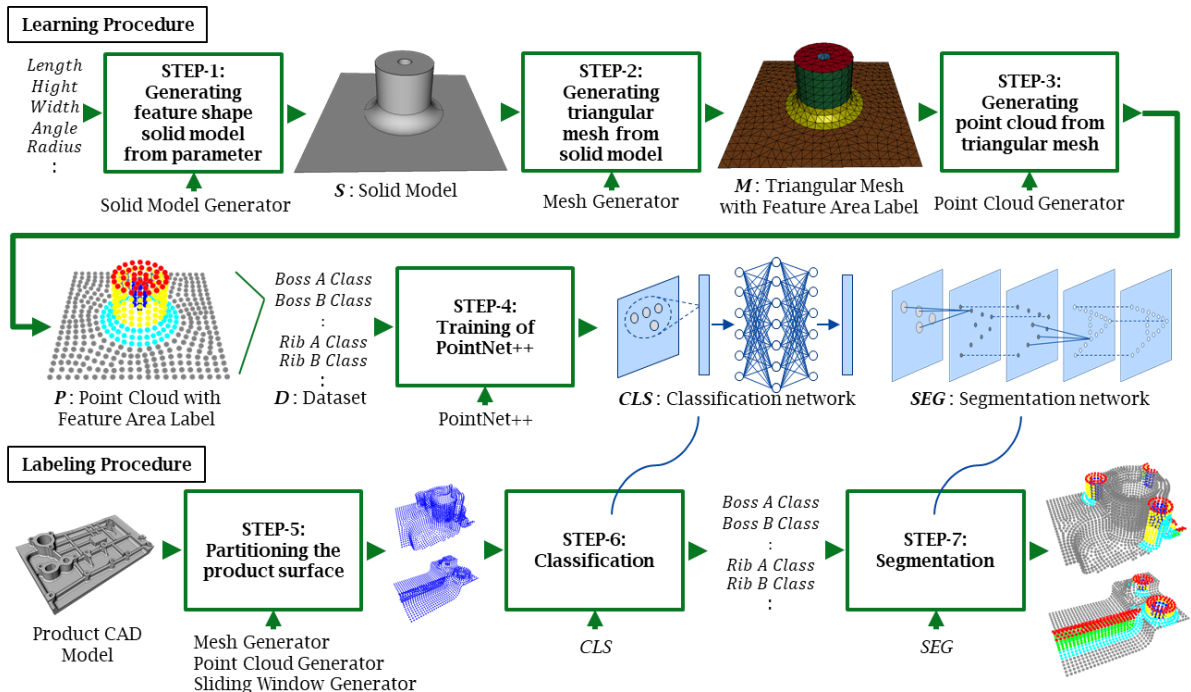 Learning Procedure
Length
Hight
Width
Angle
Radius
:
STEP-1:
Generating
feature shape
solid model
from parameter
Solid Model Generator
S : Solid Model
STEP-2:
Generating
triangular
mesh from
solid model
Mesh Generator
M : Triangular Mesh
with Feature Area Label
STEP-3:
Generating
point cloud from
triangular mesh
Point Cloud Generator
P : Point Cloud with
Feature Area Label
Boss A Class
Boss B Class
:
Rib A Class
Rib B Class
:
D : Dataset
STEP-4:
Training of
PointNet++
PointNet++
CLS : Classification network
SEG : Segmentation network
Labeling Procedure
Product CAD
Model
STEP-5:
Partitioning the
product surface
Mesh Generator
Point Cloud Generator
Sliding Window Generator
STEP-6:
Classification
CLS
Boss A Class
Boss B Class
:
Rib A Class
Rib B Class
:
STEP-7:
Segmentation
SEG